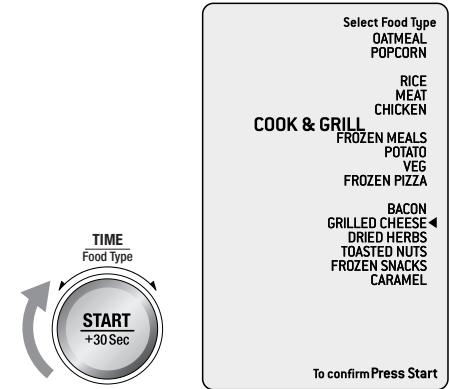 Select Food Type
OATMEAL
POPCORN
RICE
MEAT
CHICKEN
COOK & GRILL
FROZEN MEALS
POTATO
VEG
FROZEN PIZZA
BACON
GRILLED CHEESE
DRIED HERBS
TOASTED NUTS
FROZEN SNACKS
CARAMEL
To confirm Press Start
TIME
Food Type
START
+30 Sec